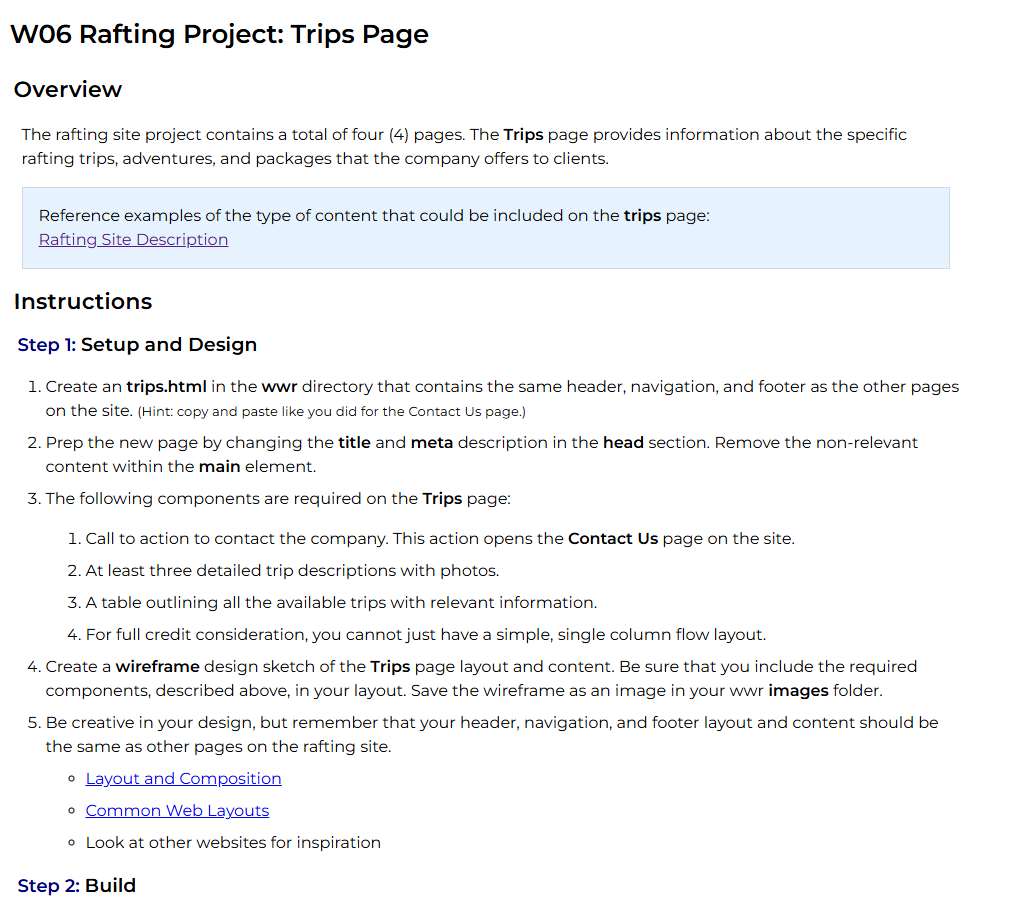 W06 Rafting Project: Trips Page
Overview
The rafting site project contains a total of four (4) pages. The Trips page provides information about the specific
rafting trips, adventures, and packages that the company offers to clients.
Reference examples of the type of content that could be included on the trips page:
Rafting Site Description
Instructions
Step 1: Setup and Design
1. Create an trips.html in the wwr directory that contains the same header, navigation, and footer as the other pages
on the site. (Hint: copy and paste like you did for the Contact Us page.)
2. Prep the new page by changing the title and meta description in the head section. Remove the non-relevant
content within the main element.
3. The following components are required on the Trips page:
1. Call to action to contact the company. This action opens the Contact Us page on the site.
2. At least three detailed trip descriptions with photos.
3. A table outlining all the available trips with relevant information.
4. For full credit consideration, you cannot just have a simple, single column flow layout.
4. Create a wireframe design sketch of the Trips page layout and content. Be sure that you include the required
components, described above, in your layout. Save the wireframe as an image in your wwr images folder.
5. Be creative in your design, but remember that your header, navigation, and footer layout and content should be
the same as other pages on the rafting site.
Layout and Composition
Common Web Layouts
Look at other websites for inspiration
Step 2: Build